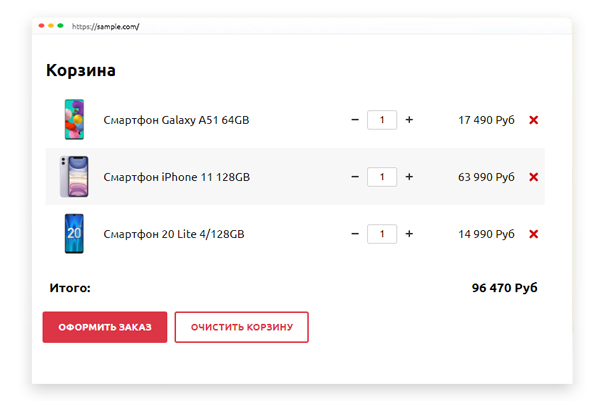 https://sample.com/
Корзина
Смартфон Galaxy A51 64GB − 1 + 17 490 Руб
Смартфон iPhone 11 128GB − 1 + 63 990 Руб
20
Смартфон 20 Lite 4/128GB − 1 + 14 990 Руб
Итого: 96 470 Руб
ОФОРМИТЬ ЗАКАЗ ОЧИСТИТЬ КОРЗИНУ